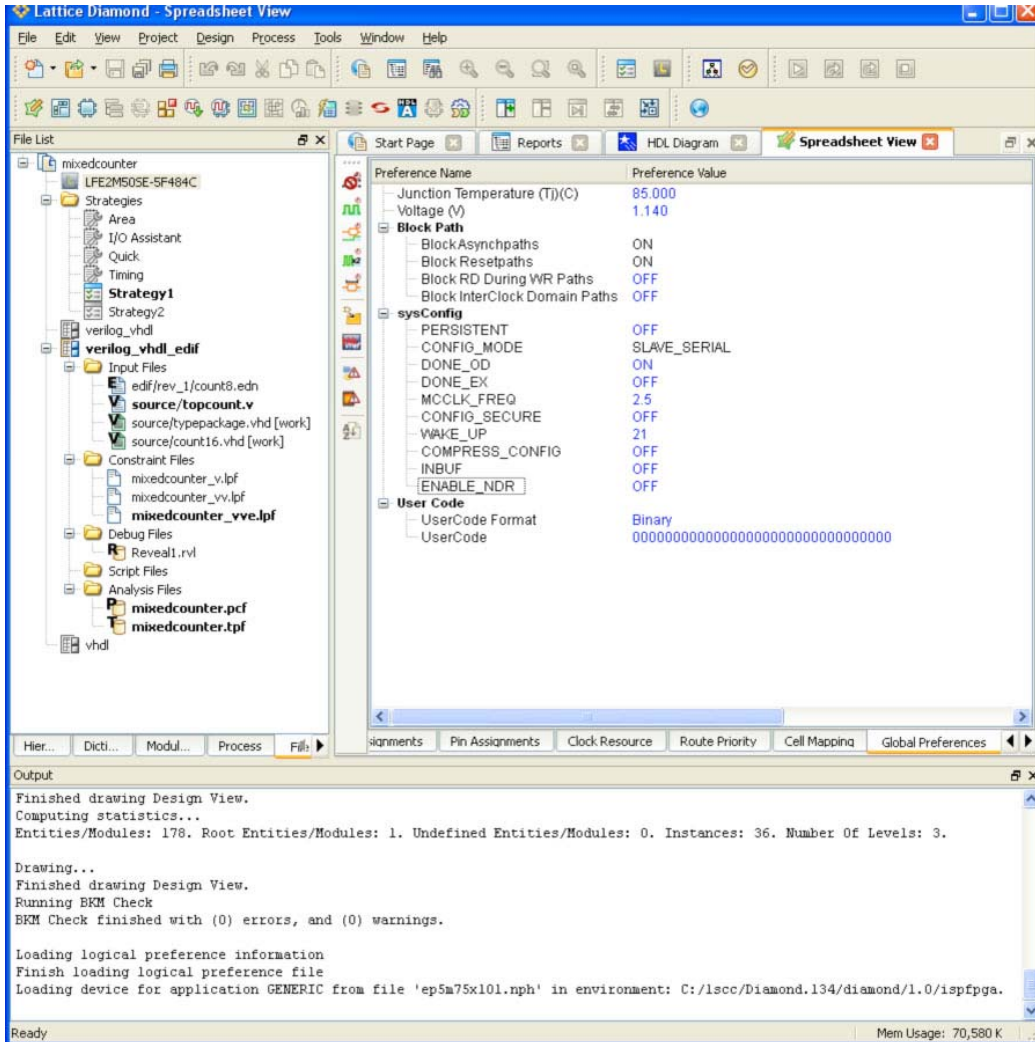 Lattice Diamond - Spreadsheet View
File Edit View Project Design Process Tools Window Help
File List
mixedcounter
LFE2M50SE-5F484C
Strategies
Area
I/O Assistant
Quick
Timing
Strategy1
Strategy2
verilog_vhdl
verilog_vhdl_edif
Input Files
edif/rev_1/count8.edn
source/topcount.v
source/typepackage.vhd [work]
source/count16.vhd [work]
Constraint Files
mixedcounter_v.lpf
mixedcounter_vv.lpf
mixedcounter_vve.lpf
Debug Files
Reveal1.rvl
Script Files
Analysis Files
mixedcounter.pcf
mixedcounter.tpf
vhdl
Hier... Dicti... Modul... Process File
Start Page Reports HDL Diagram Spreadsheet View
Preference Name Preference Value
Junction Temperature (Tj)(C) 85.000
Voltage (V) 1.140
Block Path
BlockAsynchpaths ON
Block Resetpaths ON
Block RD During WR Paths OFF
Block InterClock Domain Paths OFF
sysConfig
PERSISTENT OFF
CONFIG_MODE SLAVE_SERIAL
DONE_OD ON
DONE_EX OFF
MCCLK_FREQ 2.5
CONFIG_SECURE OFF
WAKE_UP 21
COMPRESS_CONFIG OFF
INBUF OFF
ENABLE_NDR OFF
User Code
UserCode Format Binary
UserCode 00000000000000000000000000000000
signments Pin Assignments Clock Resource Route Priority Cell Mapping Global Preferences
Output
Finished drawing Design View.
Computing statistics...
Entities/Modules: 178. Root Entities/Modules: 1. Undefined Entities/Modules: 0. Instances: 36. Number Of Levels: 3.
Drawing...
Finished drawing Design View.
Running BKM Check
BKM Check finished with (0) errors, and (0) warnings.
Loading logical preference information
Finish loading logical preference file
Loading device for application GENERIC from file 'ep5m75x101.nph' in environment: C:/lscc/Diamond.134/diamond/1.0/ispfpga.
Ready Mem Usage: 70,580 K